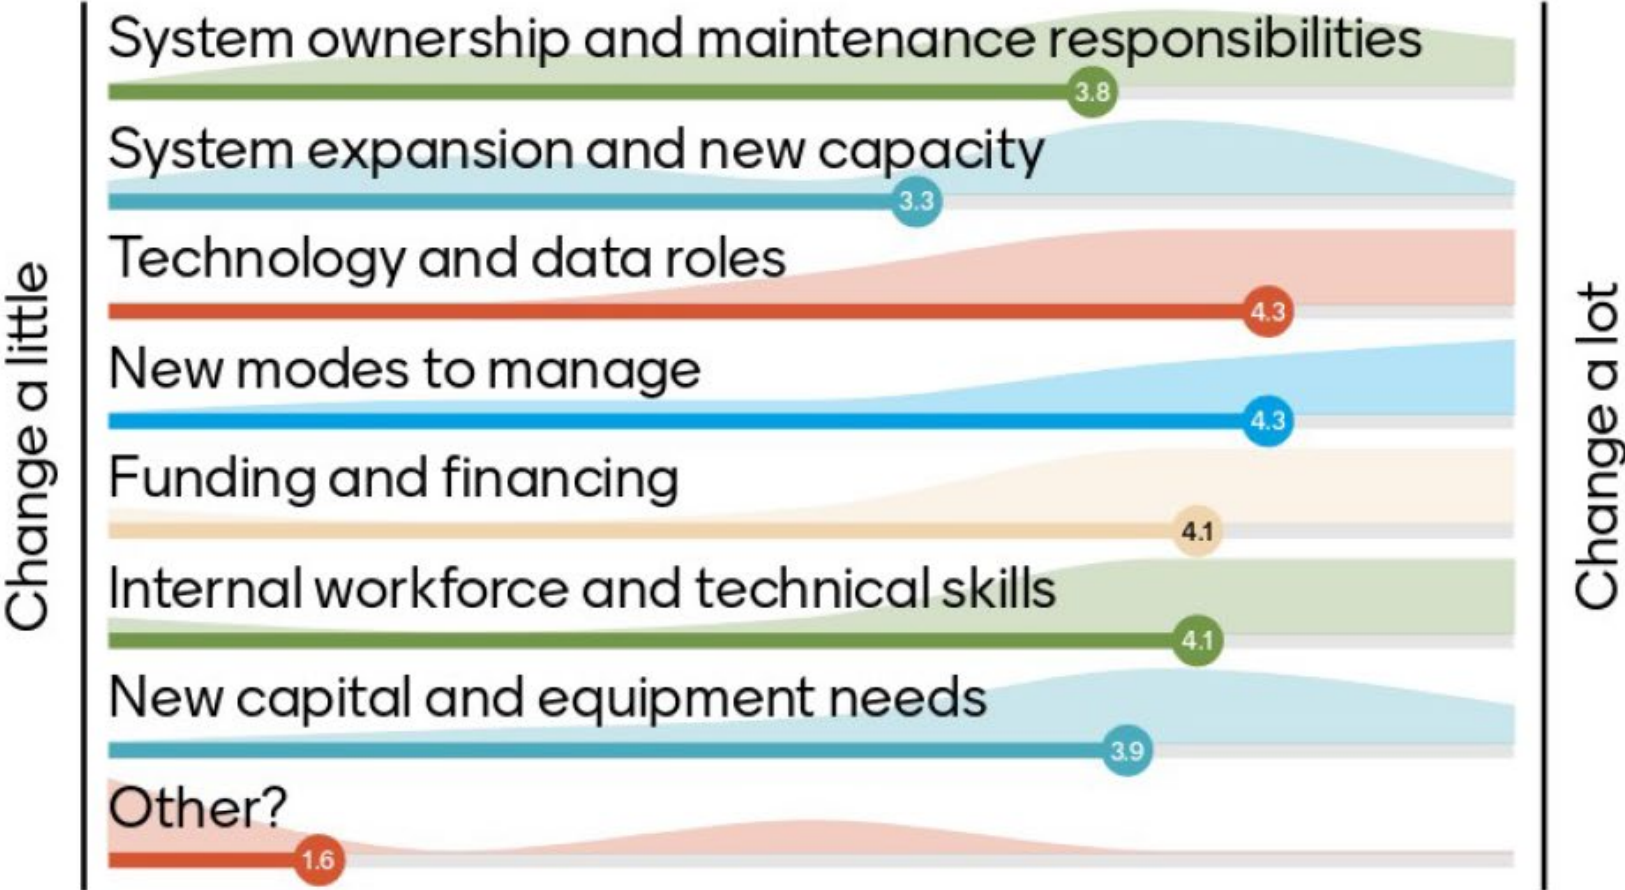 Change a little
System ownership and maintenance responsibilities
3.8
System expansion and new capacity
3.3
Technology and data roles
4.3
New modes to manage
4.3
Funding and financing
4.1
Internal workforce and technical skills
4.1
New capital and equipment needs
3.9
Other?
1.6
Change a lot